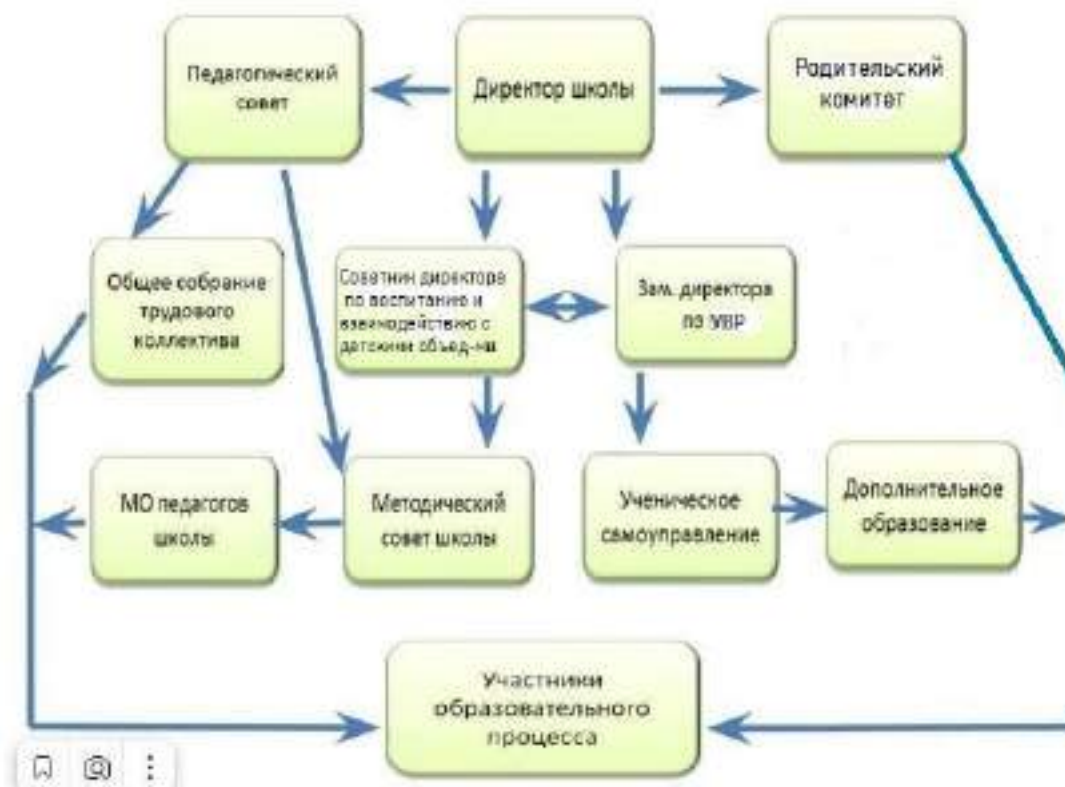 Педагогический
совет
Директор школы
Родительский
комитет
Общее собрание
трудового
коллектива
Советник директора
по воспитанию и
взаимодействию с
детскими объед-ми
Зам. директора
по УВР
МО педагогов
школы
Методический
совет школы
Ученическое
самоуправление
Дополнительное
образование
Участники
образовательного
процесса